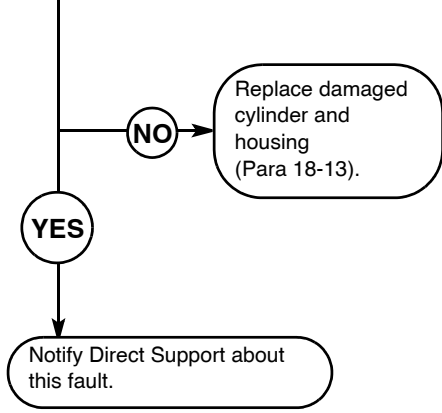 Replace damaged
cylinder and
housing
(Para 18-13).
NO
YES
Notify Direct Support about
this fault.